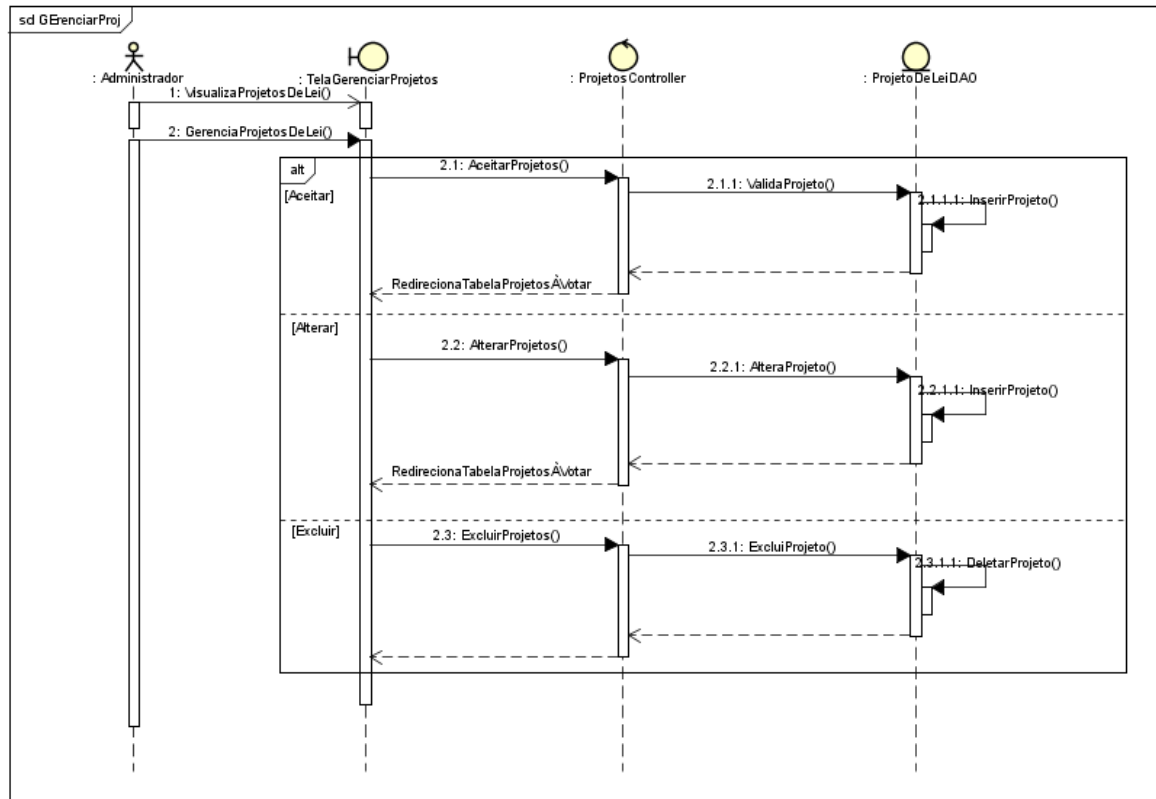 sd GErenciarProj
: Administrador
: TelaGerenciarProjetos
: ProjetosController
: ProjetoDeLeiDAO
1: VisualizaProjetosDeLei()
2: GerenciaProjetosDeLei()
alt
[Aceitar]
2.1: AceitarProjetos()
2.1.1: ValidaProjeto()
2.1.1.1: InserirProjeto()
RedirecionaTabelaProjetosÀVotar
[Alterar]
2.2: AlterarProjetos()
2.2.1: AlteraProjeto()
2.2.1.1: InserirProjeto()
RedirecionaTabelaProjetosÀVotar
[Excluir]
2.3: ExcluirProjetos()
2.3.1: ExcluiProjeto()
2.3.1.1: DeletarProjeto()